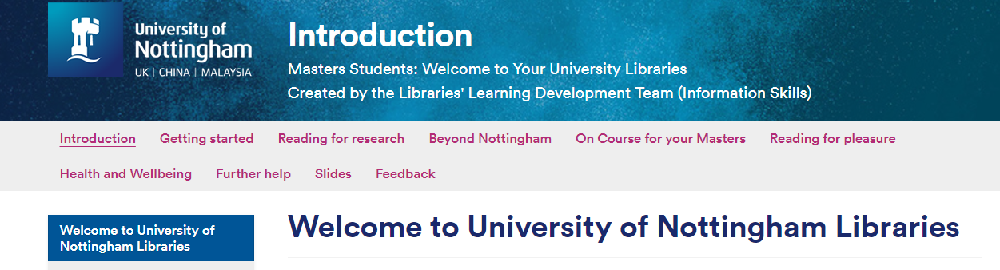 University of
Nottingham
UK | CHINA | MALAYSIA
Introduction
Masters Students: Welcome to Your University Libraries
Created by the Libraries' Learning Development Team (Information Skills)
Introduction Getting started Reading for research Beyond Nottingham On Course for your Masters Reading for pleasure
Health and Wellbeing Further help Slides Feedback
Welcome to University of
Nottingham Libraries
Welcome to University of Nottingham Libraries